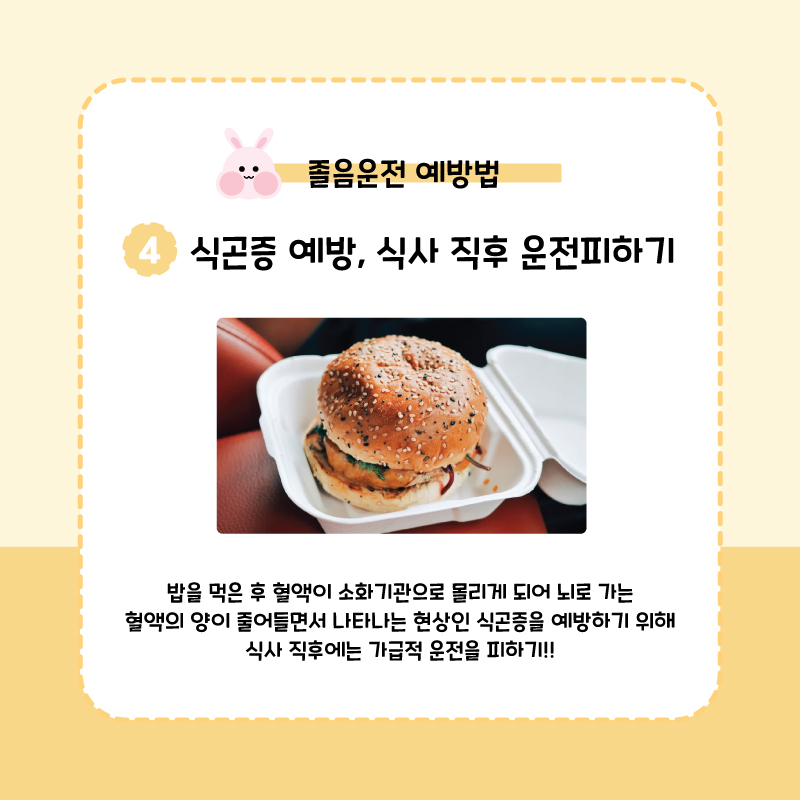 졸음운전 예방법
4 식곤증 예방, 식사 직후 운전피하기
밥을 먹은 후 혈액이 소화기관으로 몰리게 되어 뇌로 가는
혈액의 양이 줄어들면서 나타나는 현상인 식곤증을 예방하기 위해
식사 직후에는 가급적 운전을 피하기!!